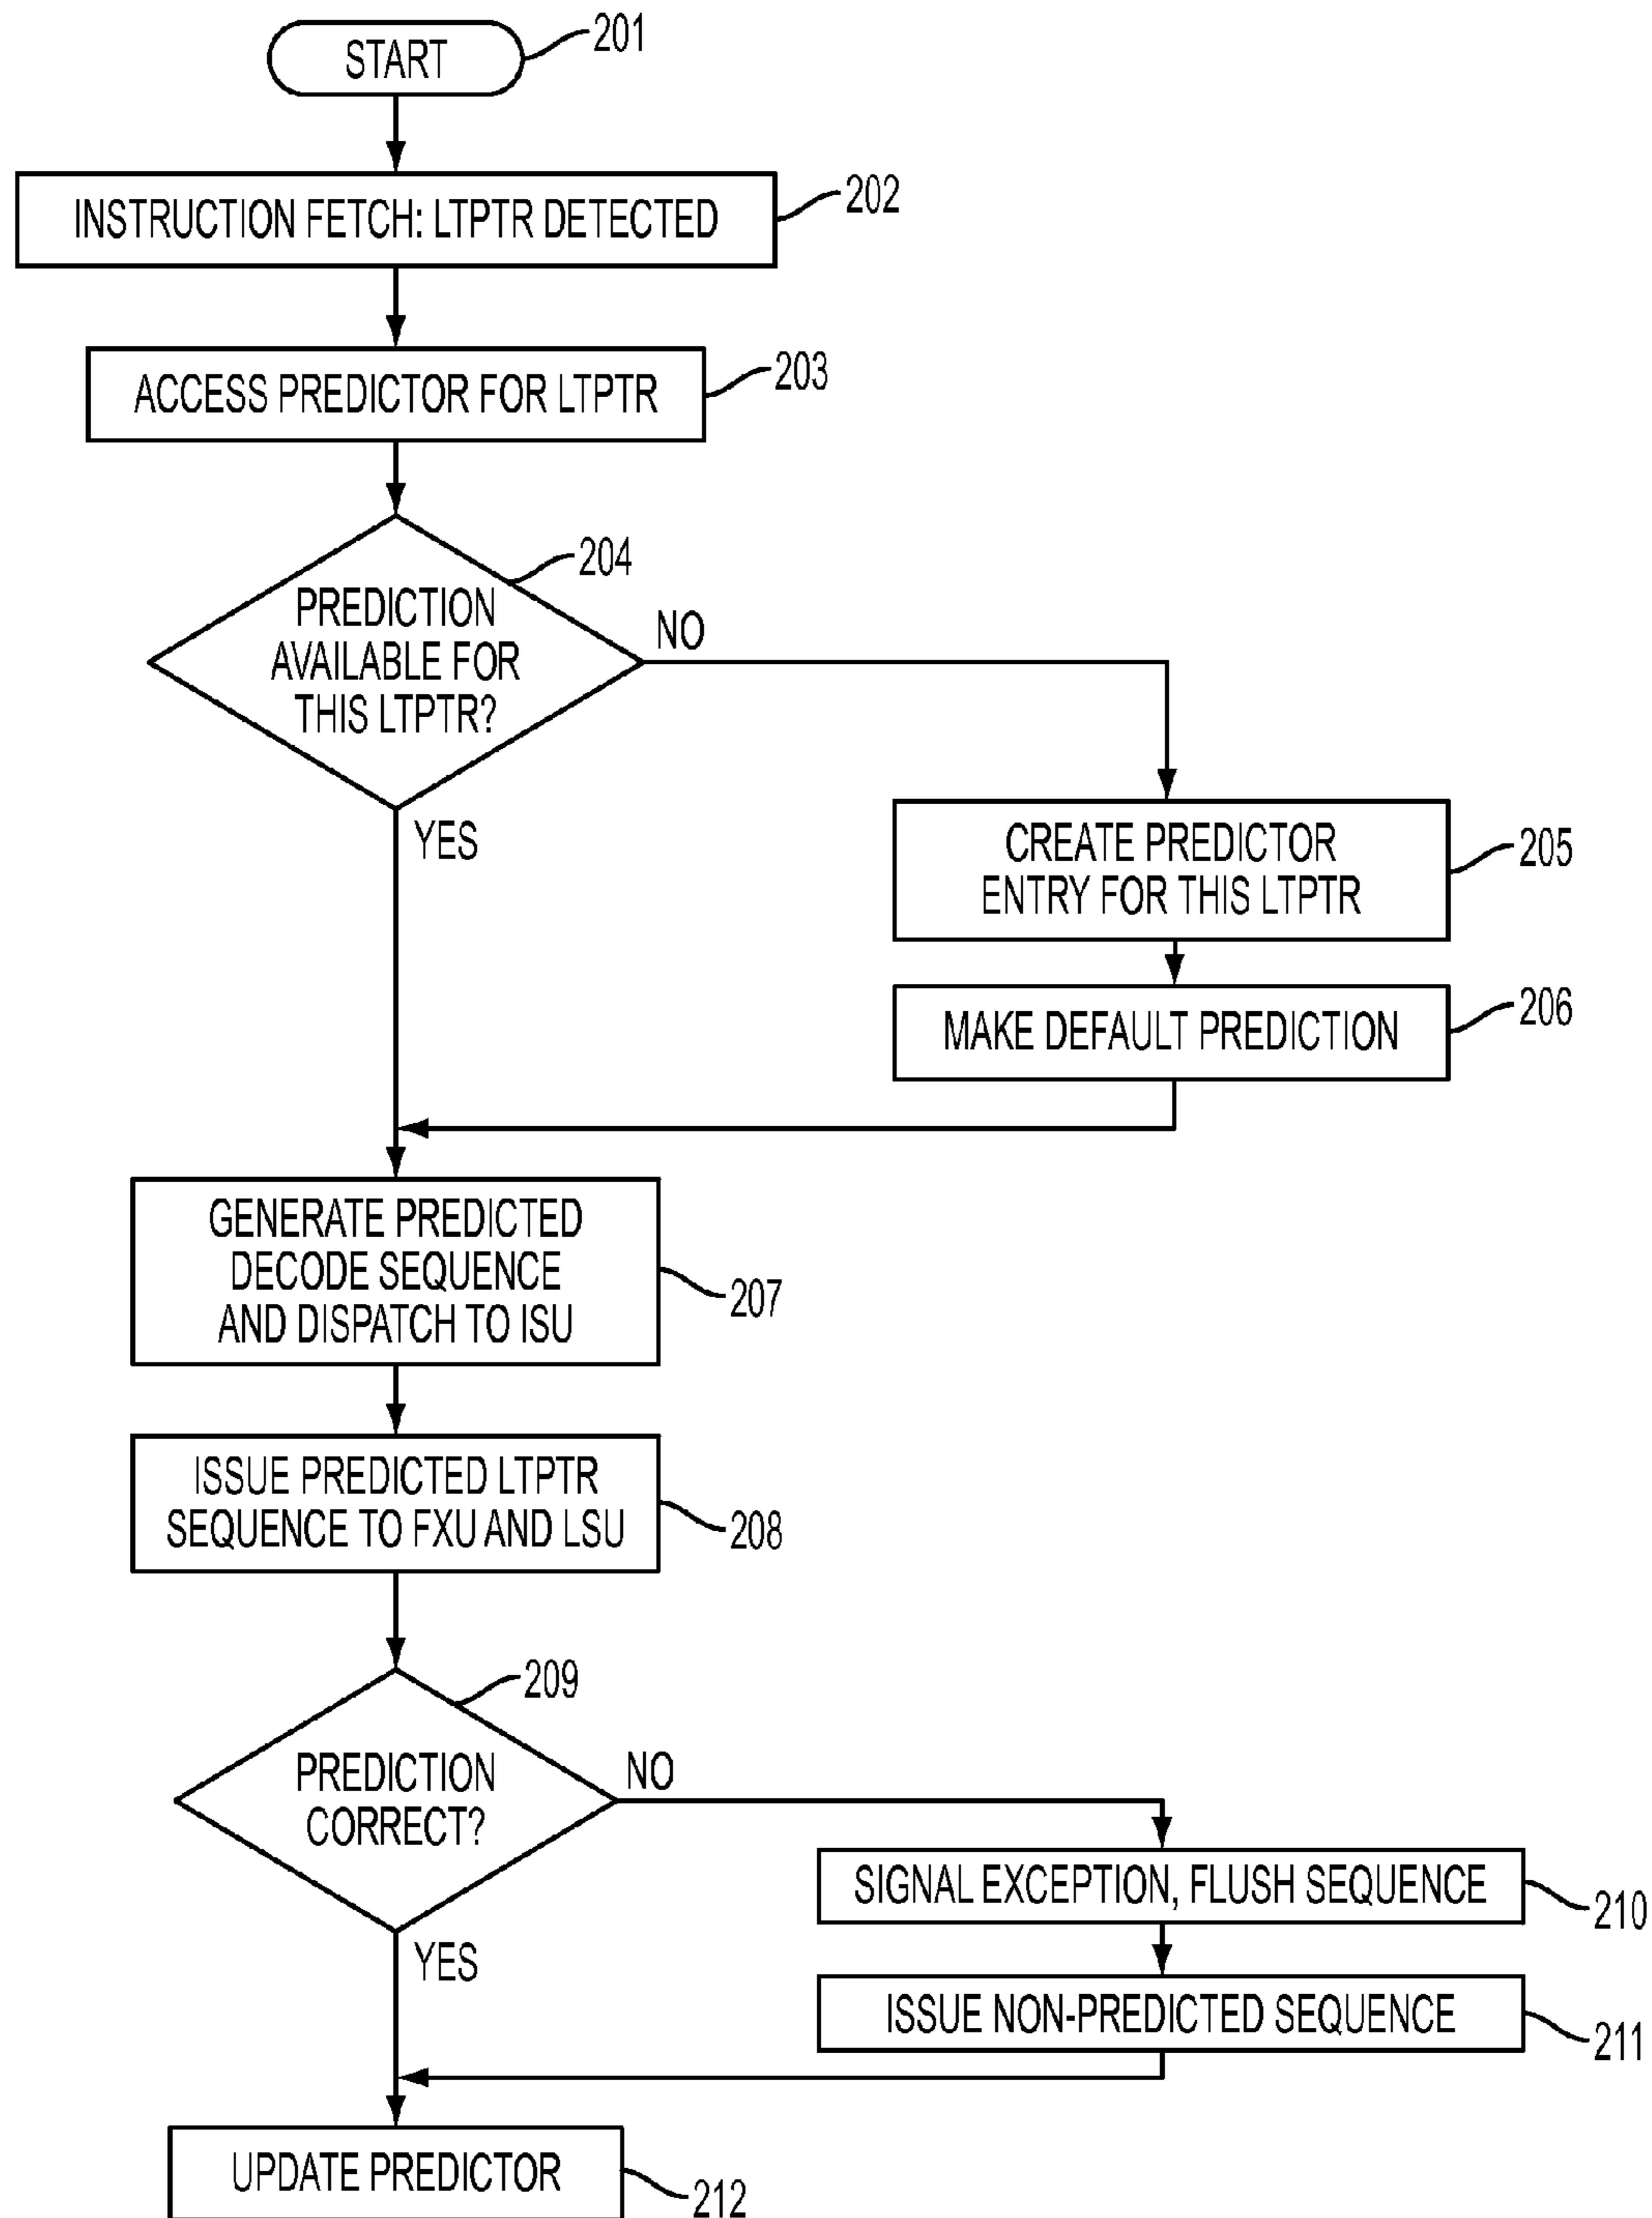 START
201
INSTRUCTION FETCH: LTPTR DETECTED
202
ACCESS PREDICTOR FOR LTPTR
203
204
PREDICTION
AVAILABLE FOR
THIS LTPTR?
NO
YES
CREATE PREDICTOR
ENTRY FOR THIS LTPTR
205
MAKE DEFAULT PREDICTION
206
GENERATE PREDICTED
DECODE SEQUENCE
AND DISPATCH TO ISU
207
ISSUE PREDICTED LTPTR
SEQUENCE TO FXU AND LSU
208
209
PREDICTION
CORRECT?
NO
YES
SIGNAL EXCEPTION, FLUSH SEQUENCE
210
ISSUE NON-PREDICTED SEQUENCE
211
UPDATE PREDICTOR
212